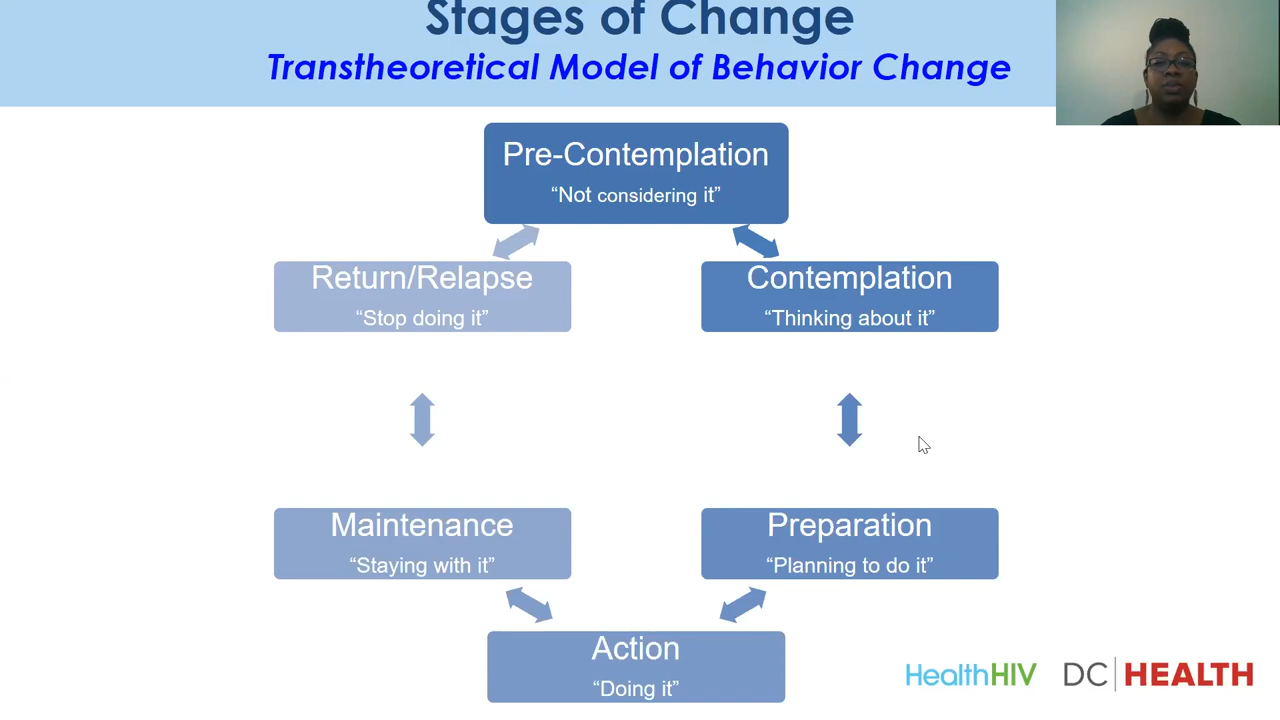 Stages of Change
Transtheoretical Model of Behavior Change
Pre-Contemplation
“Not considering it”
Return/Relapse
“Stop doing it”
Contemplation
“Thinking about it”
Maintenance
“Staying with it”
Preparation
“Planning to do it”
Action
“Doing it”
HealthHIV
DC HEALTH